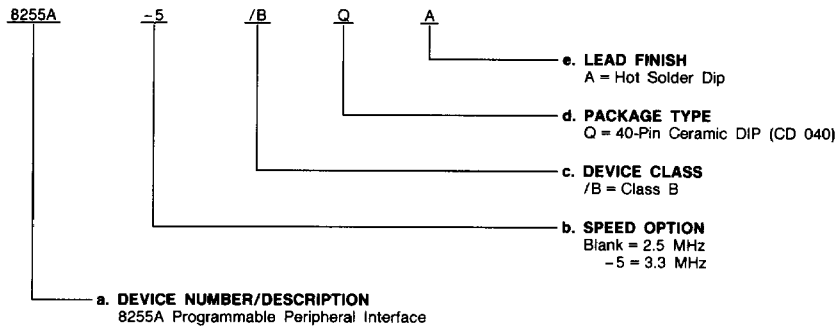 8255A -5 /B Q A
e. LEAD FINISH
A = Hot Solder Dip
d. PACKAGE TYPE
Q = 40-Pin Ceramic DIP (CD 040)
c. DEVICE CLASS
/B = Class B
b. SPEED OPTION
Blank = 2.5 MHz
-5 = 3.3 MHz
a. DEVICE NUMBER/DESCRIPTION
8255A Programmable Peripheral Interface